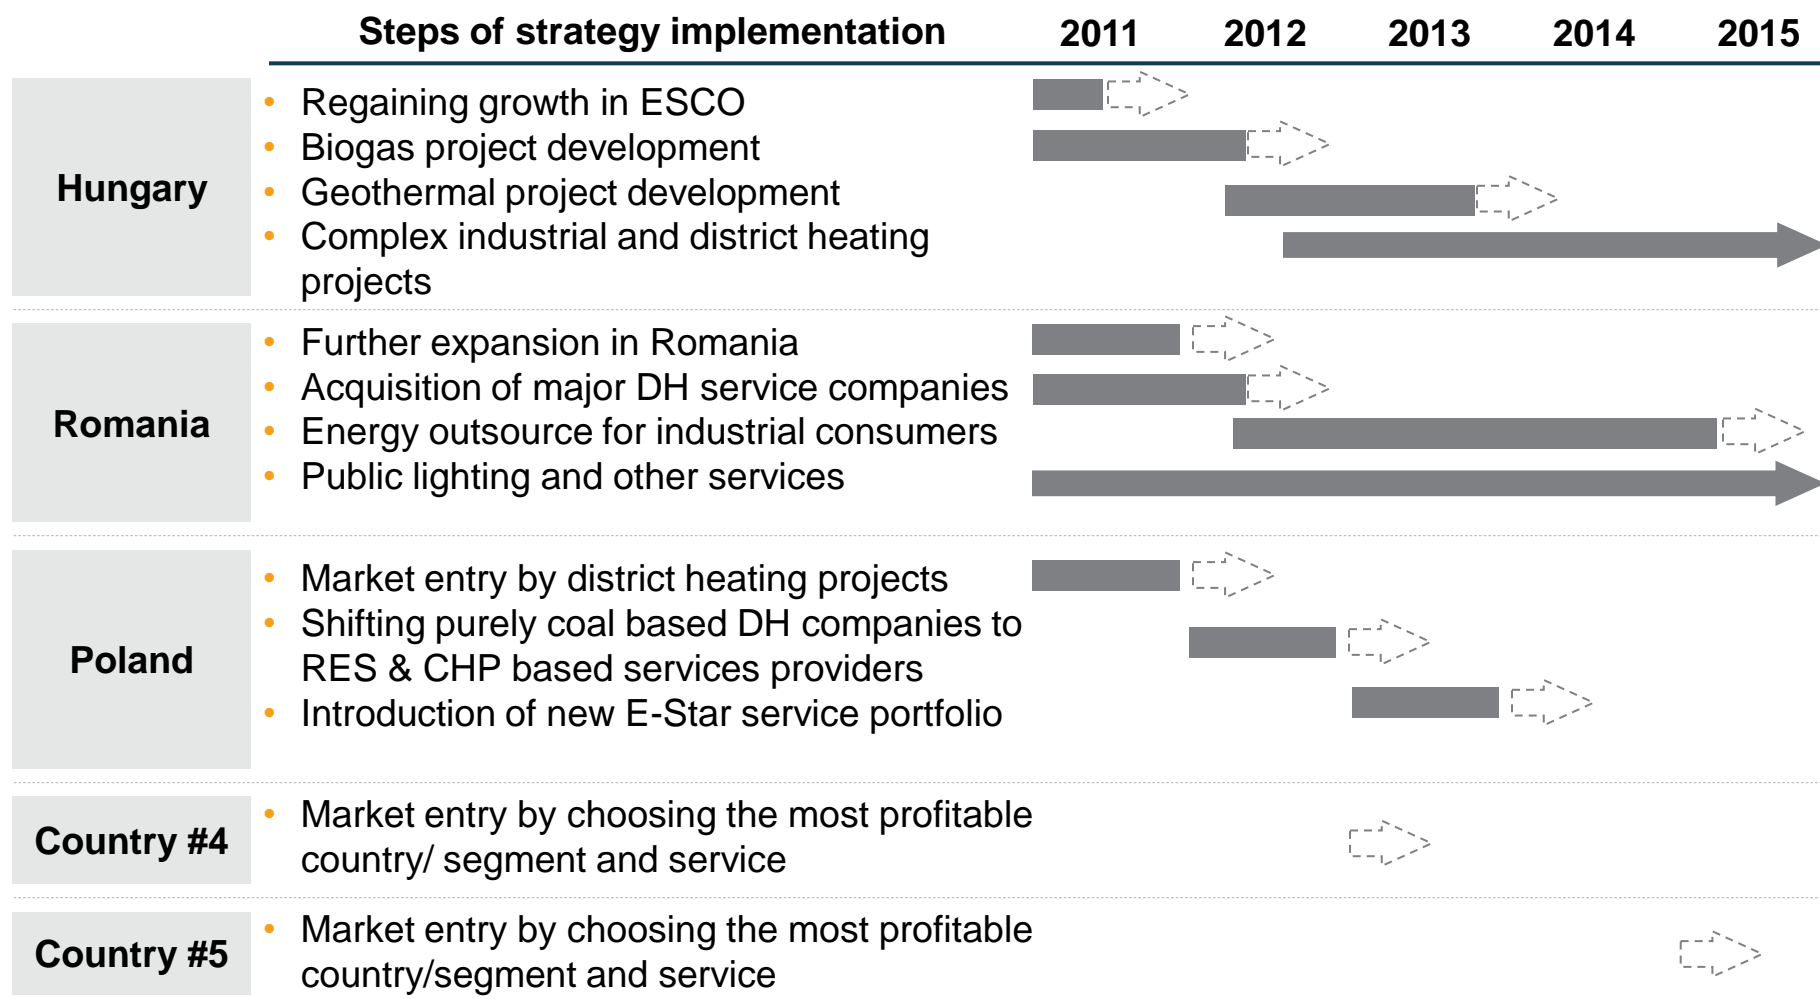 Steps of strategy implementation 2011 2012 2013 2014 2015
Hungary
• Regaining growth in ESCO
• Biogas project development
• Geothermal project development
• Complex industrial and district heating
projects
Romania
• Further expansion in Romania
• Acquisition of major DH service companies
• Energy outsource for industrial consumers
• Public lighting and other services
Poland
• Market entry by district heating projects
• Shifting purely coal based DH companies to
RES & CHP based services providers
• Introduction of new E-Star service portfolio
Country #4
• Market entry by choosing the most profitable
country/ segment and service
Country #5
• Market entry by choosing the most profitable
country/segment and service